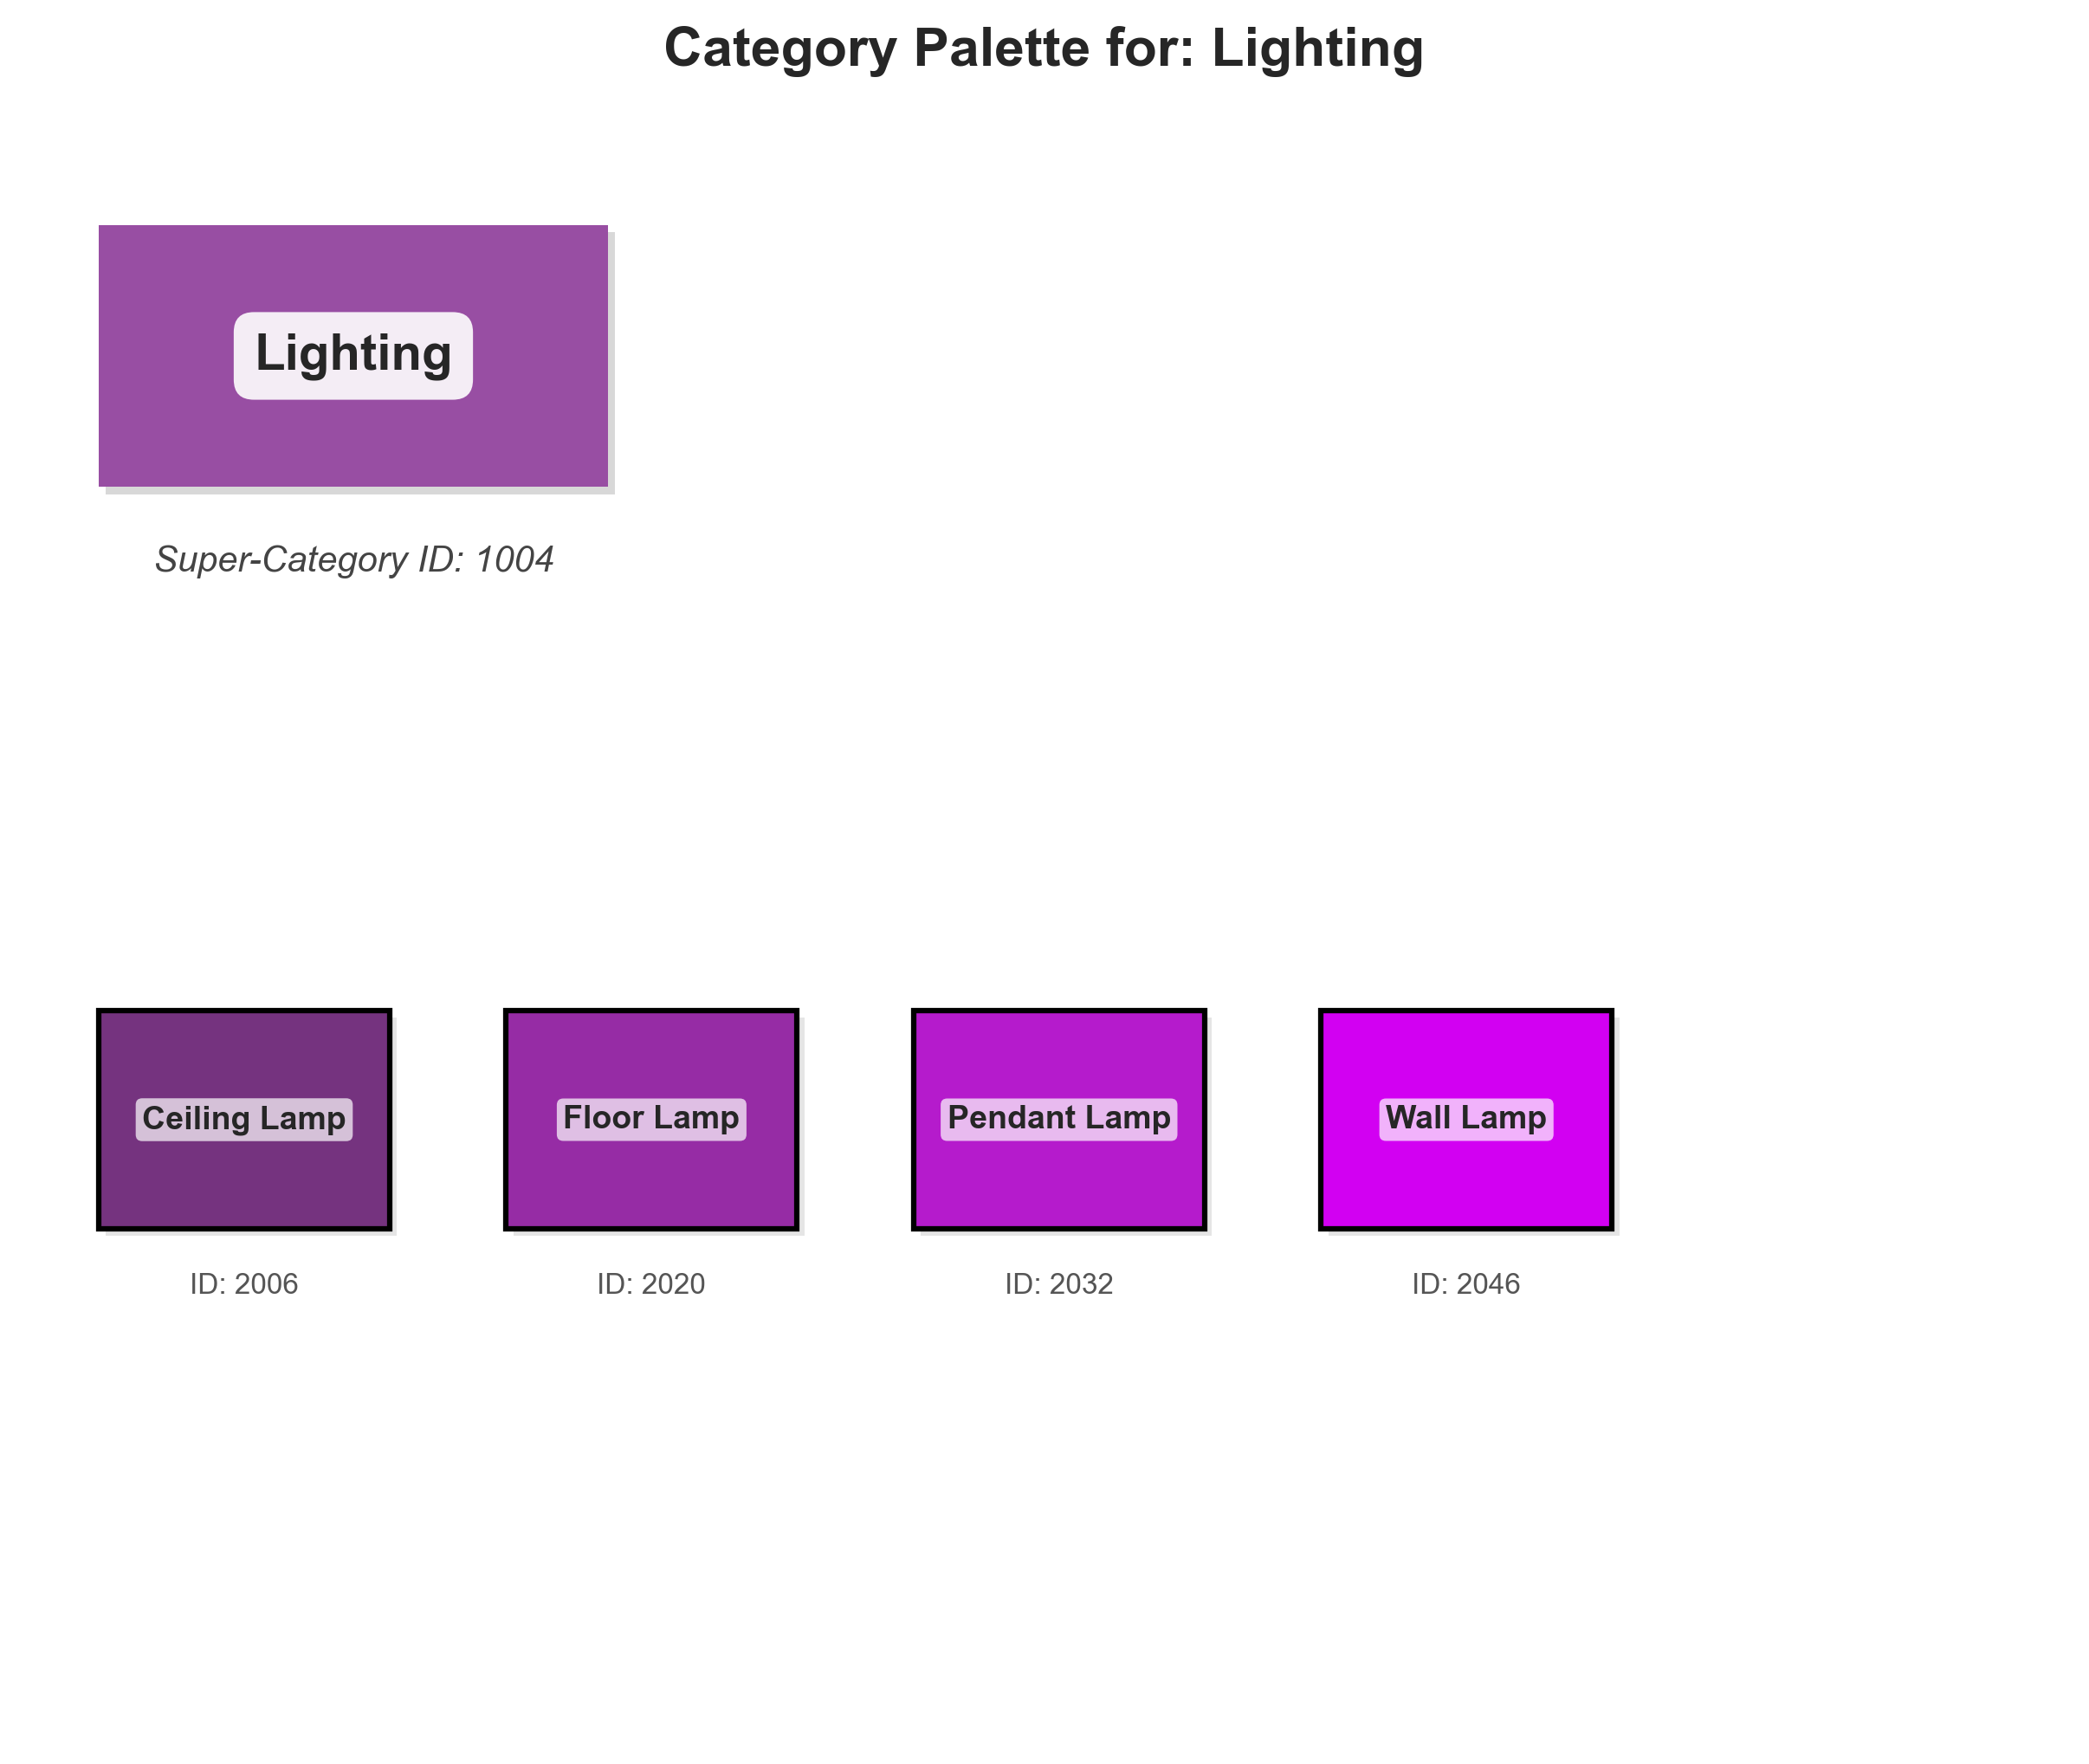 Category Palette for: Lighting
Lighting
Super-Category ID: 1004
Ceiling Lamp
Floor Lamp
Pendant Lamp
Wall Lamp
ID: 2006
ID: 2020
ID: 2032
ID: 2046